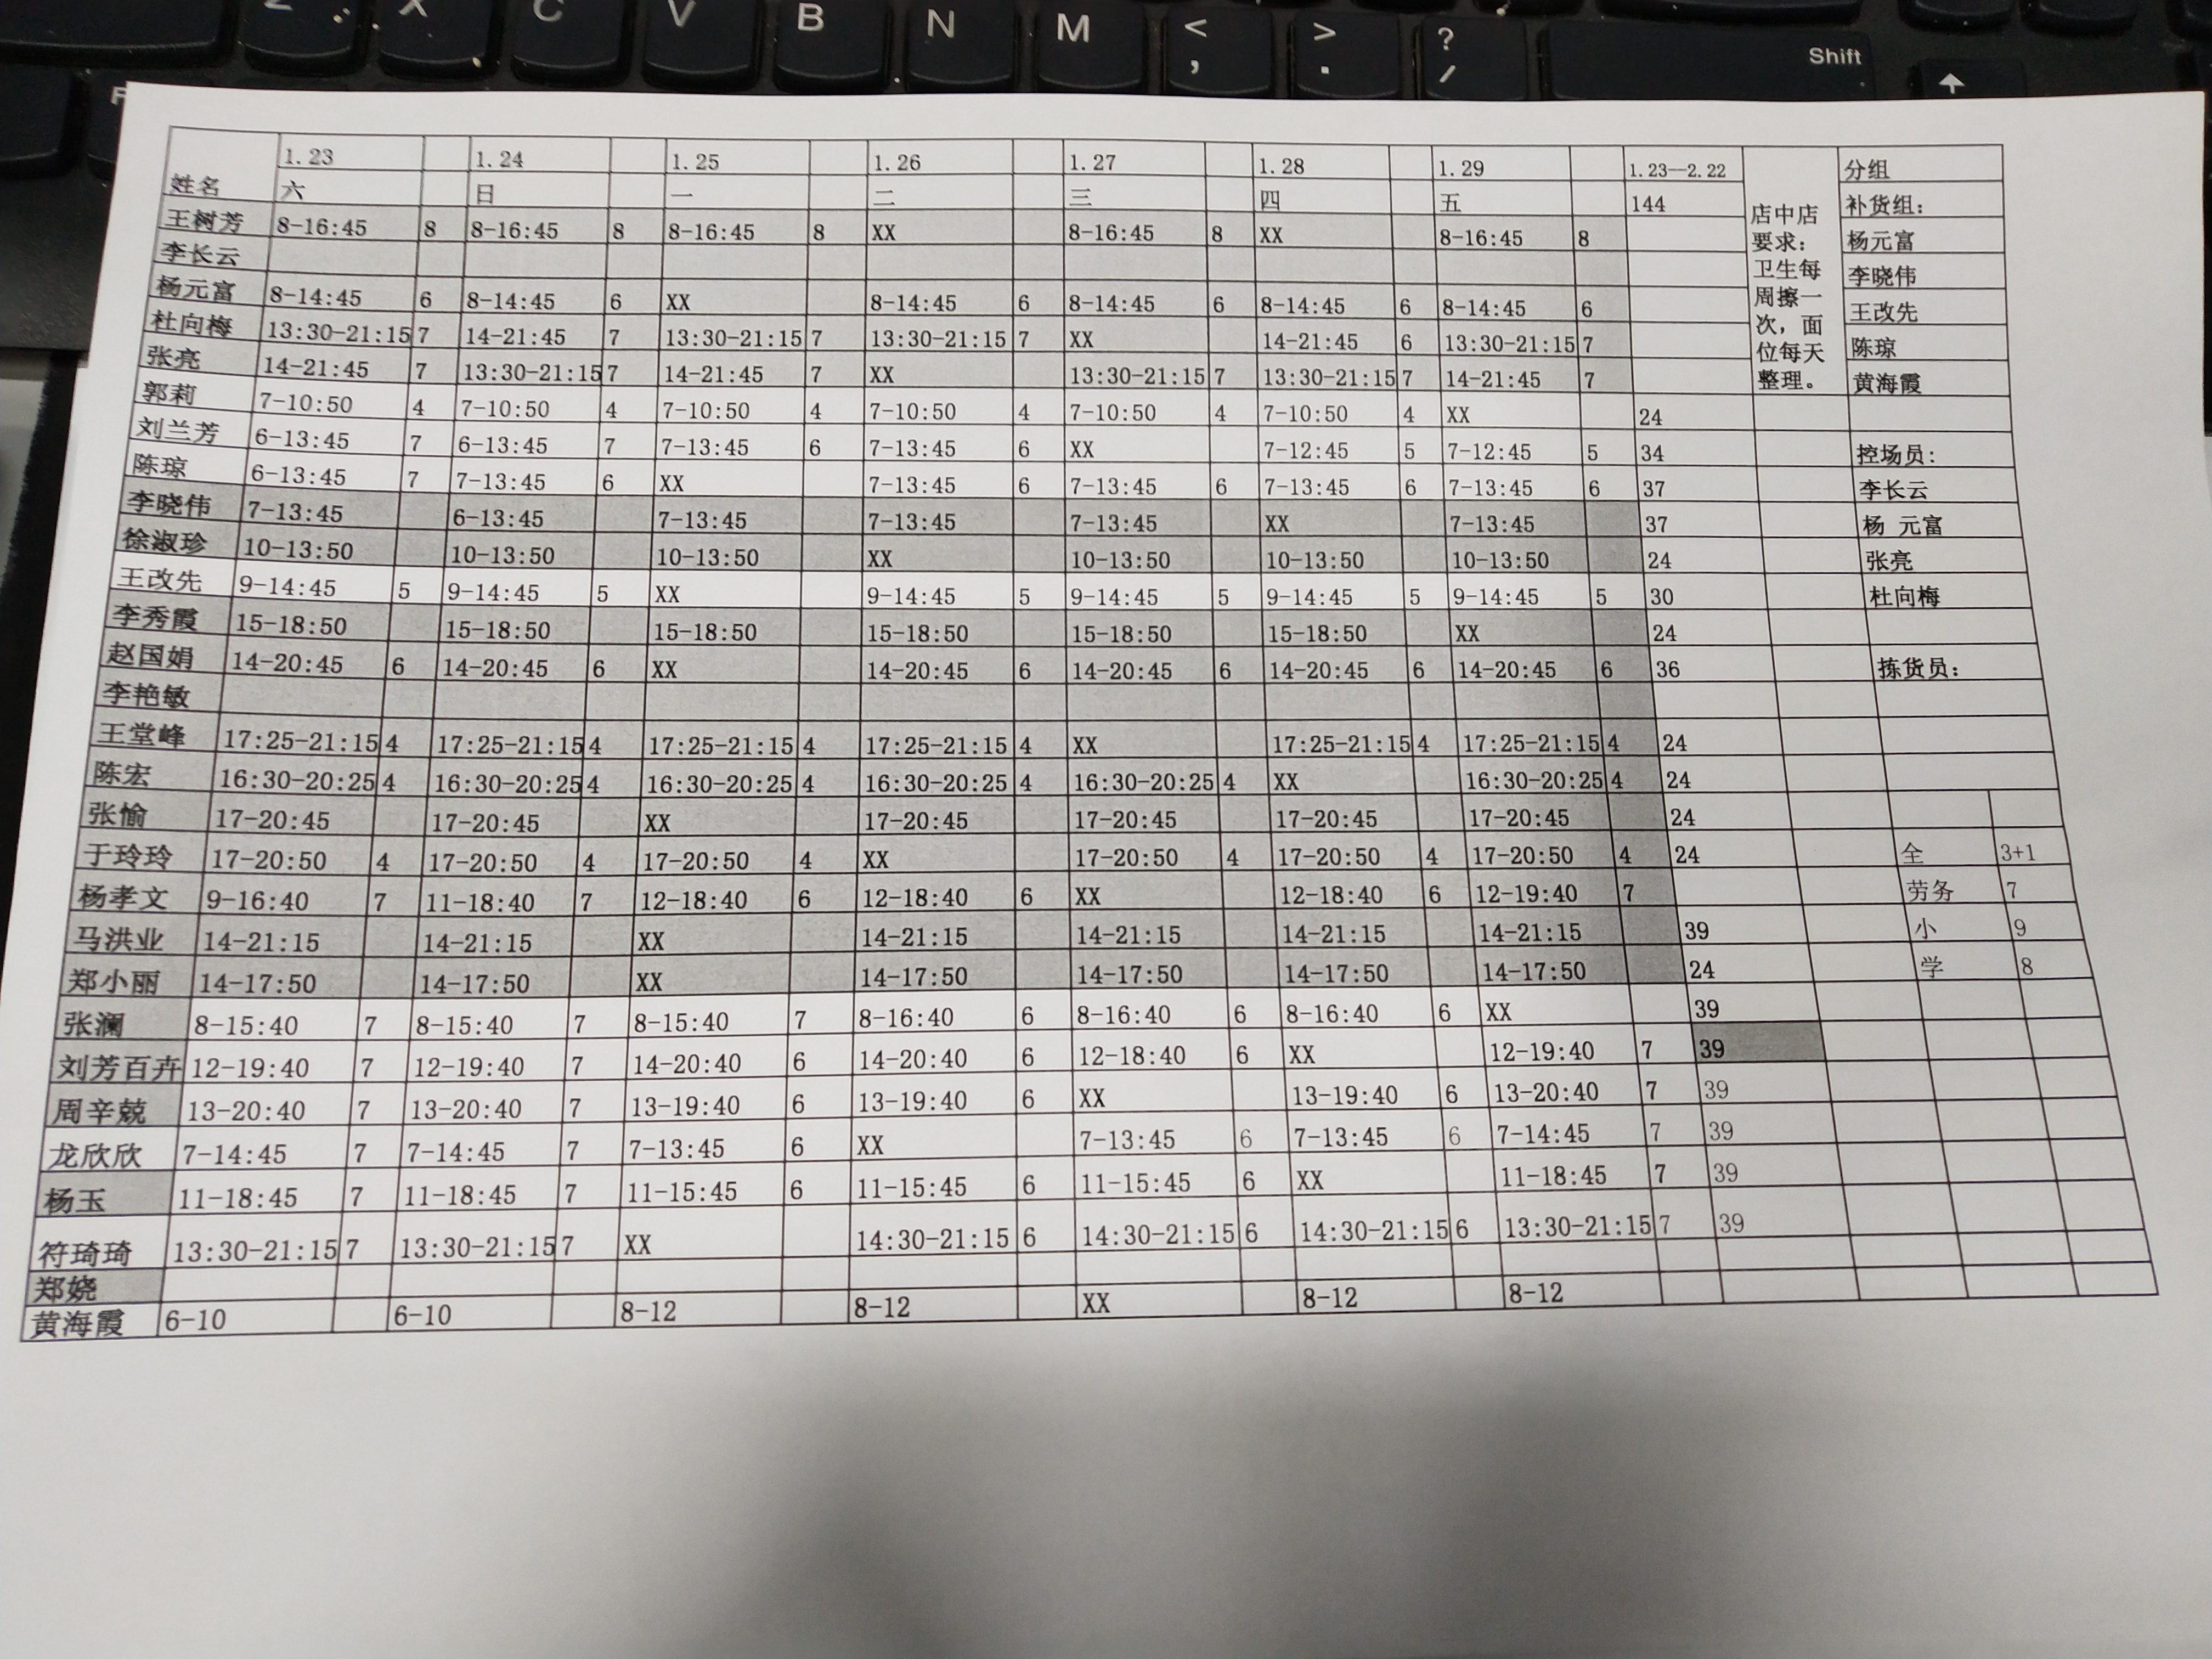 Z X C V B N M < , > . ? / Shift
1.23 1.24 1.25 1.26 1.27 1.28 1.29 1.23—2.22 分组
姓名 六 日 一 二 三 四 五 144 补货组:
王树芳 8-16:45 8 8-16:45 8 8-16:45 8 XX 8-16:45 8 XX 8-16:45 8 杨元富
李长云 李晓伟
杨元富 8-14:45 6 8-14:45 6 XX 8-14:45 6 8-14:45 6 8-14:45 6 8-14:45 6 王改先
杜向梅 13:30-21:15 7 14-21:45 7 13:30-21:15 7 13:30-21:15 7 XX 14-21:45 6 13:30-21:15 7 陈琼
张亮 14-21:45 7 13:30-21:15 7 14-21:45 7 XX 13:30-21:15 7 13:30-21:15 7 14-21:45 7 黄海霞
店中店
要求:
卫生每
周擦一
次，面
位每天
整理。
郭莉 7-10:50 4 7-10:50 4 7-10:50 4 7-10:50 4 7-10:50 4 7-10:50 4 XX 24
刘兰芳 6-13:45 7 6-13:45 7 7-13:45 6 7-13:45 6 XX 7-12:45 5 7-12:45 5 34 控场员:
陈琼 6-13:45 7 7-13:45 6 XX 7-13:45 6 7-13:45 6 7-13:45 6 7-13:45 6 37 李长云
李晓伟 7-13:45 6-13:45 7-13:45 7-13:45 7-13:45 XX 7-13:45 37 杨 元富
徐淑珍 10-13:50 10-13:50 10-13:50 XX 10-13:50 10-13:50 10-13:50 24 张亮
王改先 9-14:45 5 9-14:45 5 XX 9-14:45 5 9-14:45 5 9-14:45 5 9-14:45 5 30 杜向梅
李秀霞 15-18:50 15-18:50 15-18:50 15-18:50 15-18:50 15-18:50 XX 24
赵国娟 14-20:45 6 14-20:45 6 XX 14-20:45 6 14-20:45 6 14-20:45 6 14-20:45 6 36 拣货员:
李艳敏
王堂峰 17:25-21:15 4 17:25-21:15 4 17:25-21:15 4 17:25-21:15 4 XX 17:25-21:15 4 17:25-21:15 4 24
陈宏 16:30-20:25 4 16:30-20:25 4 16:30-20:25 4 16:30-20:25 4 16:30-20:25 4 XX 16:30-20:25 4 24
张愉 17-20:45 17-20:45 XX 17-20:45 17-20:45 17-20:45 17-20:45 24
于玲玲 17-20:50 4 17-20:50 4 17-20:50 4 XX 17-20:50 4 17-20:50 4 17-20:50 4 24 全 3+1
杨孝文 9-16:40 7 11-18:40 7 12-18:40 6 12-18:40 6 XX 12-18:40 6 12-19:40 7 劳务 7
马洪业 14-21:15 14-21:15 XX 14-21:15 14-21:15 14-21:15 14-21:15 39 小 9
郑小丽 14-17:50 14-17:50 XX 14-17:50 14-17:50 14-17:50 14-17:50 24 学 8
张澜 8-15:40 7 8-15:40 7 8-15:40 7 8-16:40 6 8-16:40 6 8-16:40 6 XX 39
刘芳百卉 12-19:40 7 12-19:40 7 14-20:40 6 14-20:40 6 12-18:40 6 XX 12-19:40 7 39
周辛兢 13-20:40 7 13-20:40 7 13-19:40 6 13-19:40 6 XX 13-19:40 6 13-20:40 7 39
龙欣欣 7-14:45 7 7-14:45 7 7-13:45 6 XX 7-13:45 6 7-13:45 6 7-14:45 7 39
杨玉 11-18:45 7 11-18:45 7 11-15:45 6 11-15:45 6 11-15:45 6 XX 11-18:45 7 39
符琦琦 13:30-21:15 7 13:30-21:15 7 XX 14:30-21:15 6 14:30-21:15 6 14:30-21:15 6 13:30-21:15 7 39
郑娆
黄海霞 6-10 6-10 8-12 8-12 XX 8-12 8-12